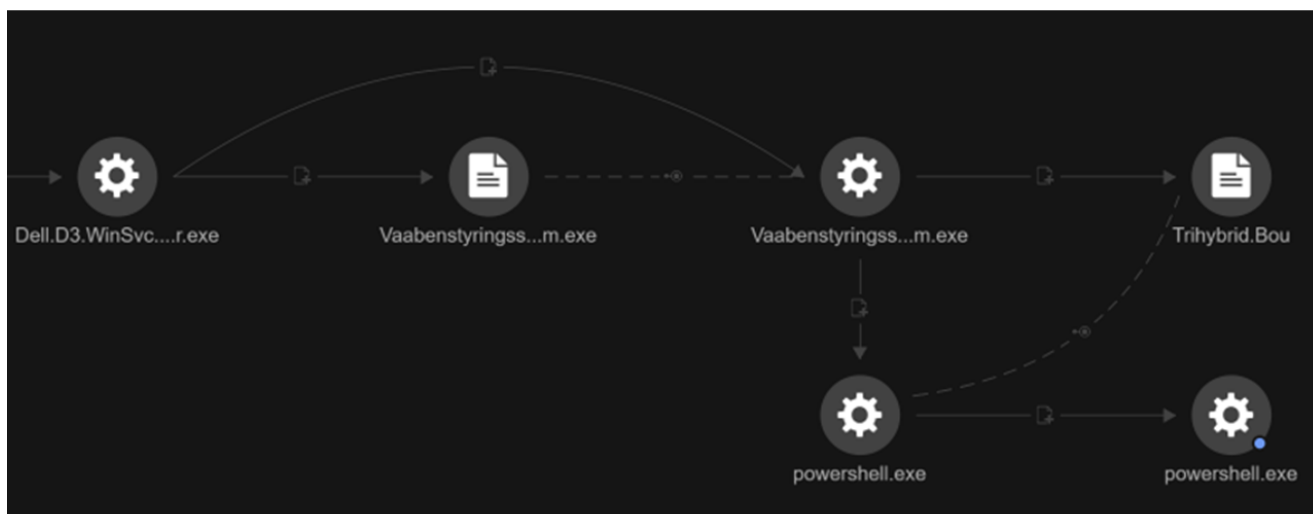 Dell.D3.WinSvc....r.exe
Vaabenstyringss...m.exe
Vaabenstyringss...m.exe
Trihybrid.Bou
powershell.exe
powershell.exe